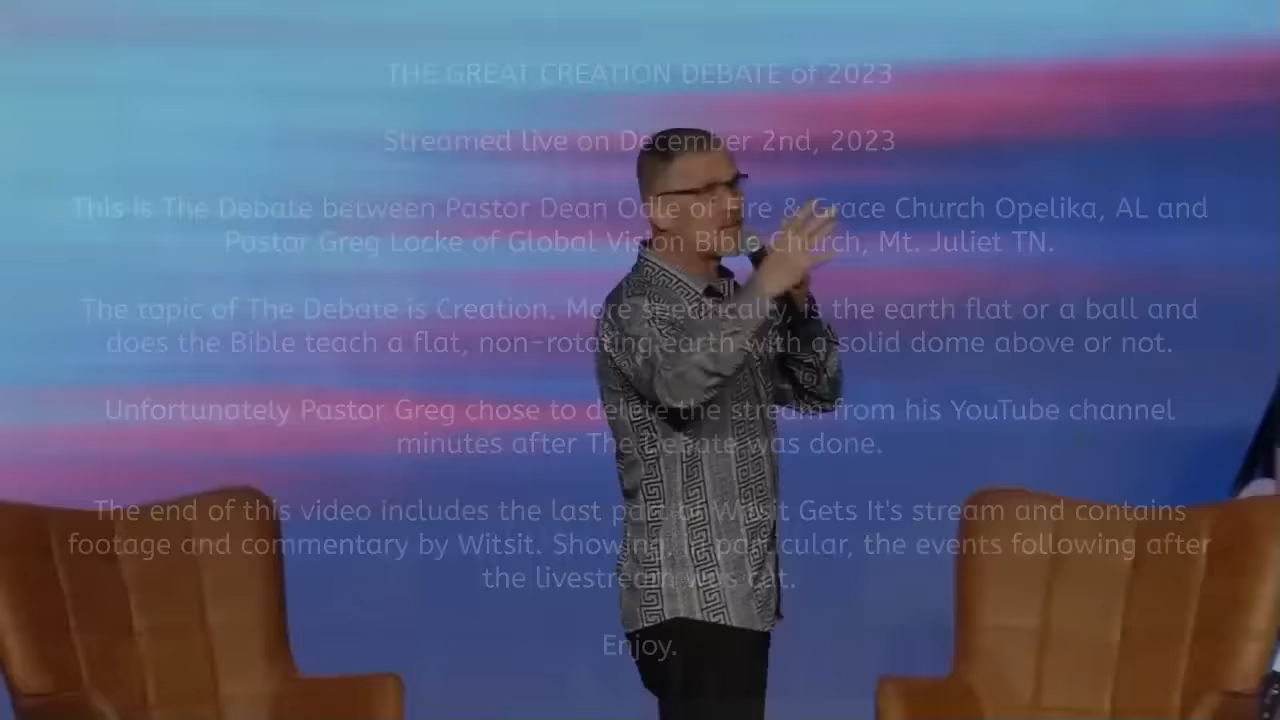 THE GREAT CREATION DEBATE of 2023
Streamed live on December 2nd, 2023
This is The Debate between Pastor Dean Odle of Fire & Grace Church Opelika, AL and
Pastor Greg Locke of Global Vision Bible Church, Mt. Juliet TN.
The topic of The Debate is Creation. More specifically, is the earth flat or a ball and
does the Bible teach a flat, non-rotating earth with a solid dome above or not.
Unfortunately Pastor Greg chose to delete the stream from his YouTube channel
minutes after The Debate was done.
The end of this video includes the last part of Witsit Gets It's stream and contains
footage and commentary by Witsit. Showing in particular, the events following after
the livestream was cut.
Enjoy.